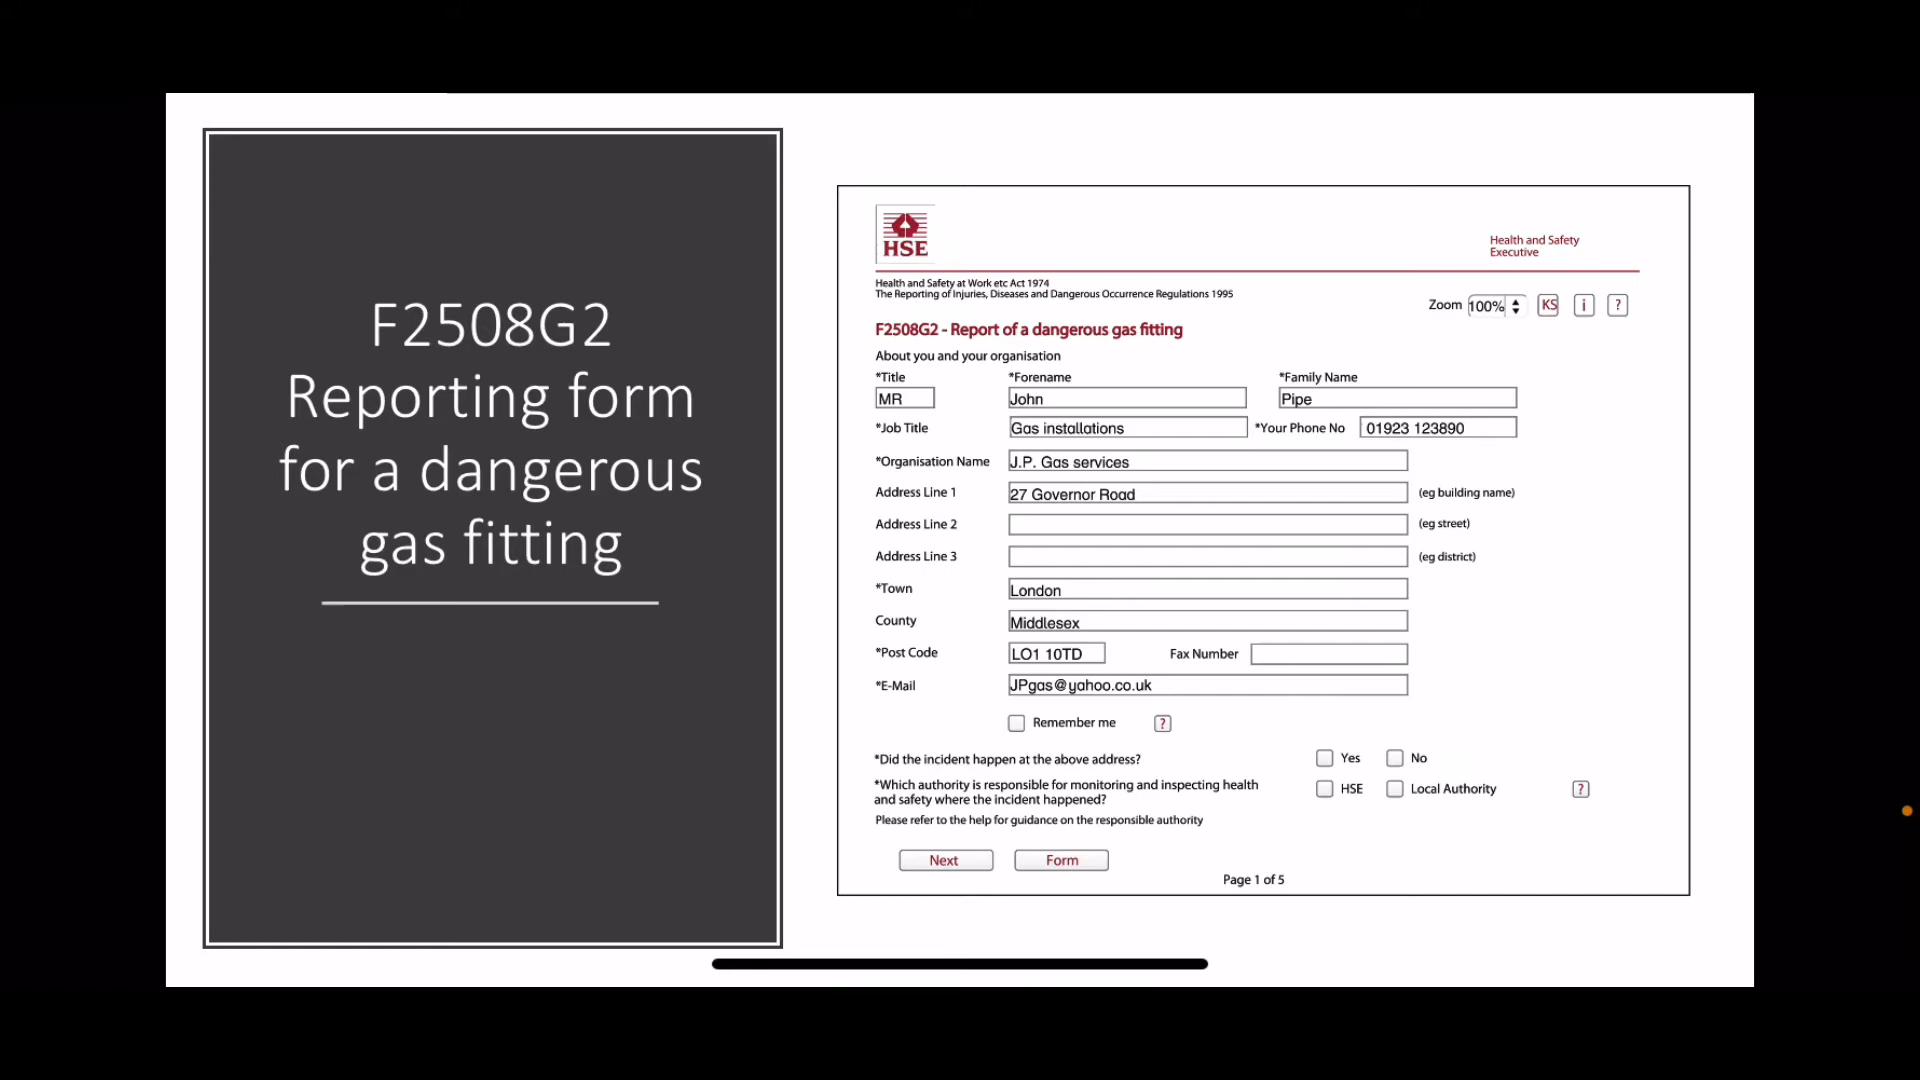 F2508G2
Reporting form
for a dangerous
gas fitting
HSE
Health and Safety
Executive
Health and Safety at Work etc Act 1974
The Reporting of Injuries, Diseases and Dangerous Occurrence Regulations 1995
Zoom 100% KS i ?
F2508G2 - Report of a dangerous gas fitting
About you and your organisation
*Title *Forename *Family Name
MR John Pipe
*Job Title Gas installations *Your Phone No 01923 123890
*Organisation Name J.P. Gas services
Address Line 1 27 Governor Road (eg building name)
Address Line 2 (eg street)
Address Line 3 (eg district)
*Town London
County Middlesex
*Post Code LO1 10TD Fax Number
*E-Mail JPgas@yahoo.co.uk
Remember me ?
*Did the incident happen at the above address? Yes No
*Which authority is responsible for monitoring and inspecting health
and safety where the incident happened? HSE Local Authority ?
Please refer to the help for guidance on the responsible authority
Next Form
Page 1 of 5